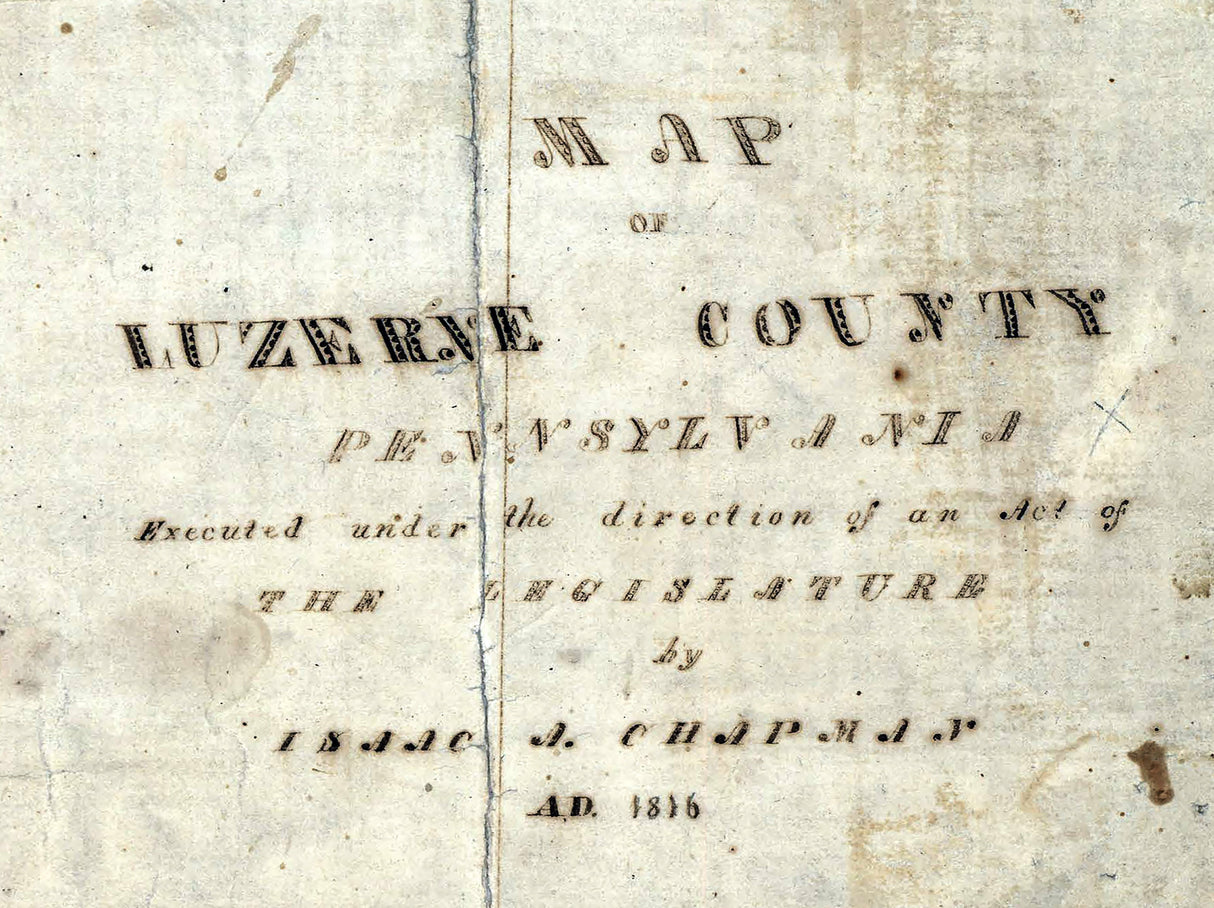 MAP
OF
LUZERNE COUNTY
PENNSYLVANIA
Executed under the direction of an Act of
THE LEGISLATURE
by
ISAAC A. CHAPMAN
AD. 1816